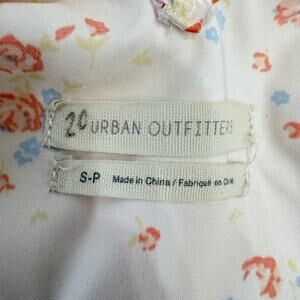 20 URBAN OUTFITTERS
S-P Made in China / Fabriqué en Chine